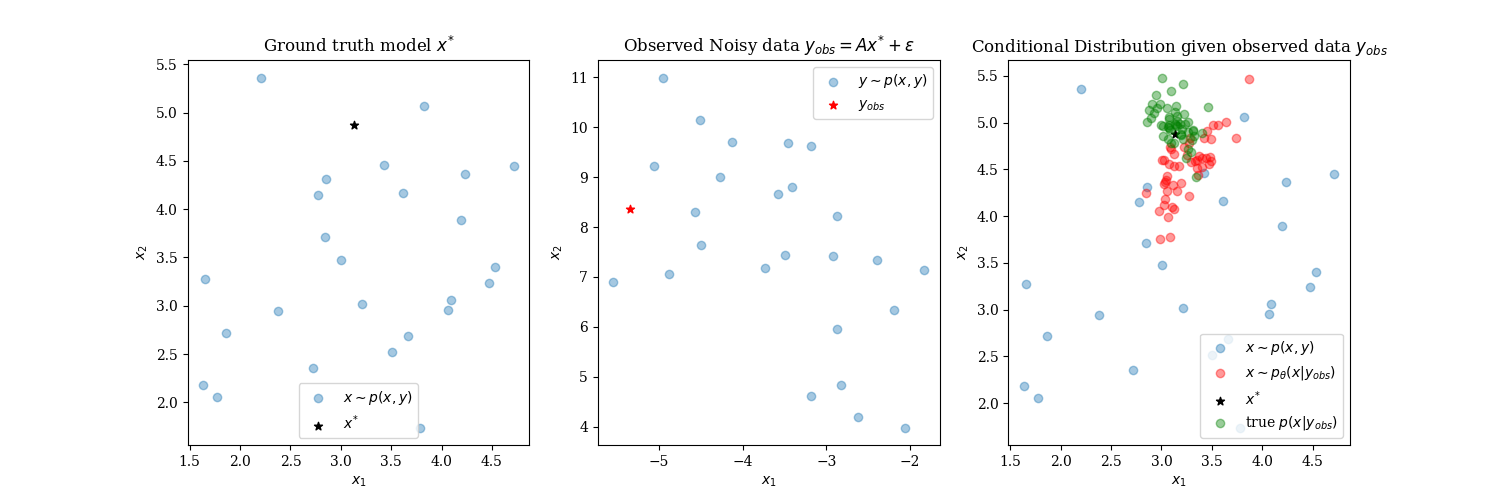 Ground truth model x*
5.5
5.0
4.5
4.0
3.5
3.0
2.5
2.0
x₂
x ~ p(x, y)
x*
1.5 2.0 2.5 3.0 3.5 4.0 4.5
x₁
Observed Noisy data y_obs = Ax* + ε
11
10
9
8
7
6
5
4
x₂
y ~ p(x, y)
y_obs
−5 −4 −3 −2
x₁
Conditional Distribution given observed data y_obs
5.5
5.0
4.5
4.0
3.5
3.0
2.5
2.0
x₂
x ~ p(x, y)
x ~ p_θ(x|y_obs)
x*
true p(x|y_obs)
1.5 2.0 2.5 3.0 3.5 4.0 4.5
x₁